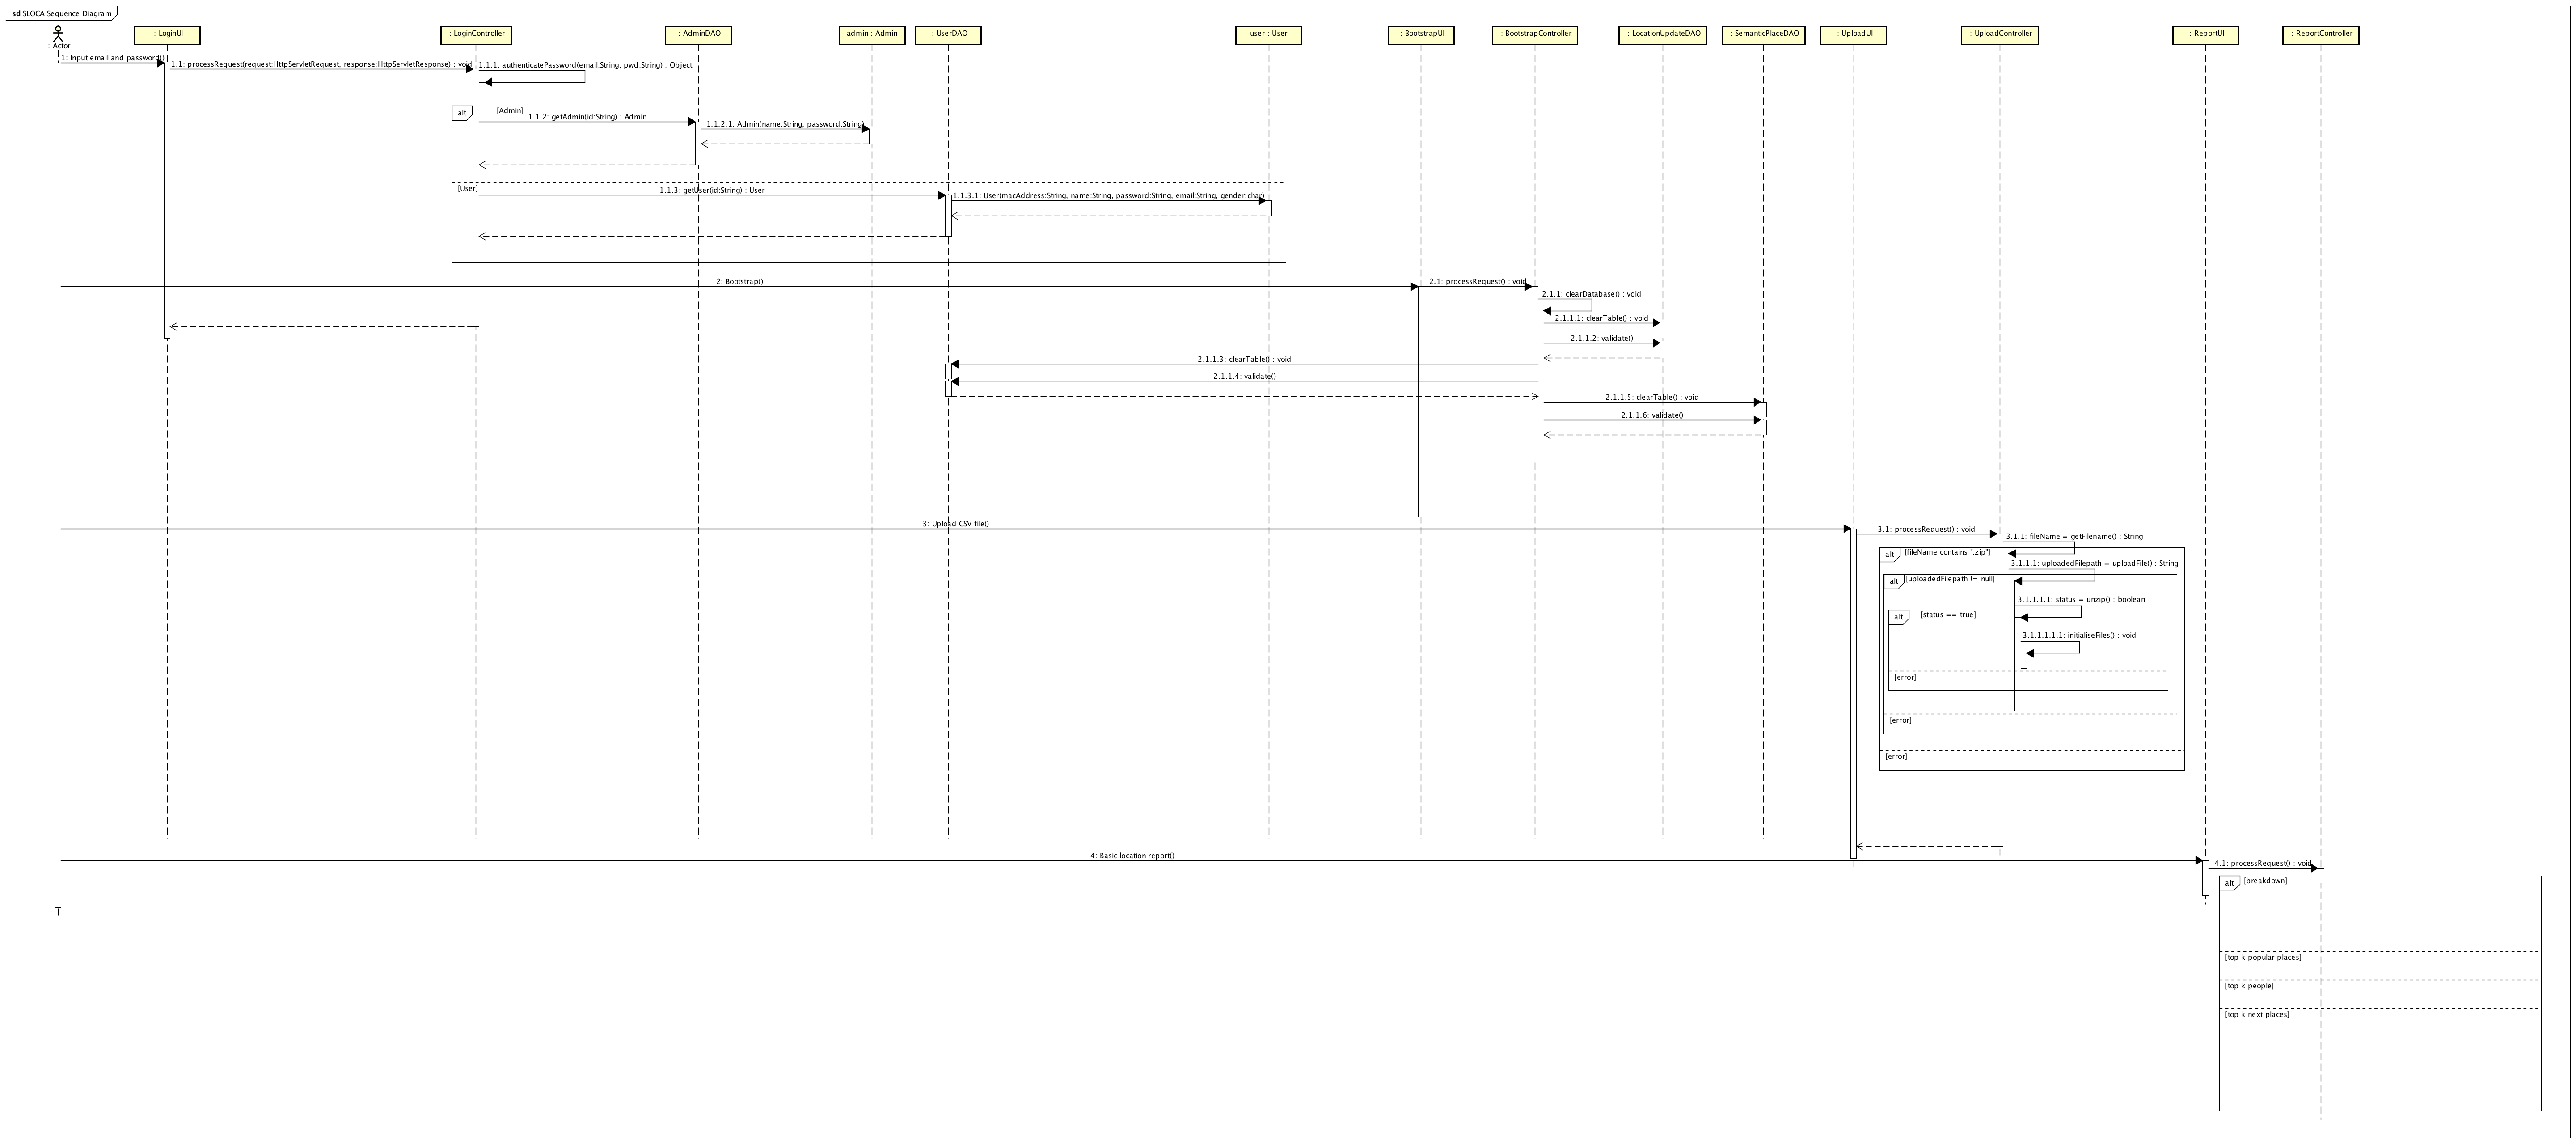 sd SLOCA Sequence Diagram
: Actor
: LoginUI
: LoginController
: AdminDAO
admin : Admin
: UserDAO
user : User
: BootstrapUI
: BootstrapController
: LocationUpdateDAO
: SemanticPlaceDAO
: UploadUI
: UploadController
: ReportUI
: ReportController
1: Input email and password()
1.1: processRequest(request:HttpServletRequest, response:HttpServletResponse) : void
1.1.1: authenticatePassword(email:String, pwd:String) : Object
alt
[Admin]
1.1.2: getAdmin(id:String) : Admin
1.1.2.1: Admin(name:String, password:String)
[User]
1.1.3: getUser(id:String) : User
1.1.3.1: User(macAddress:String, name:String, password:String, email:String, gender:char)
2: Bootstrap()
2.1: processRequest() : void
2.1.1: clearDatabase() : void
2.1.1.1: clearTable() : void
2.1.1.2: validate()
2.1.1.3: clearTable() : void
2.1.1.4: validate()
2.1.1.5: clearTable() : void
2.1.1.6: validate()
3: Upload CSV file()
3.1: processRequest() : void
3.1.1: fileName = getFilename() : String
alt
[fileName contains ".zip"]
3.1.1.1: uploadedFilepath = uploadFile() : String
alt
[uploadedFilepath != null]
3.1.1.1.1: status = unzip() : boolean
alt
[status == true]
3.1.1.1.1.1: initialiseFiles() : void
[error]
[error]
[error]
4: Basic location report()
4.1: processRequest() : void
alt
[breakdown]
[top k popular places]
[top k people]
[top k next places]